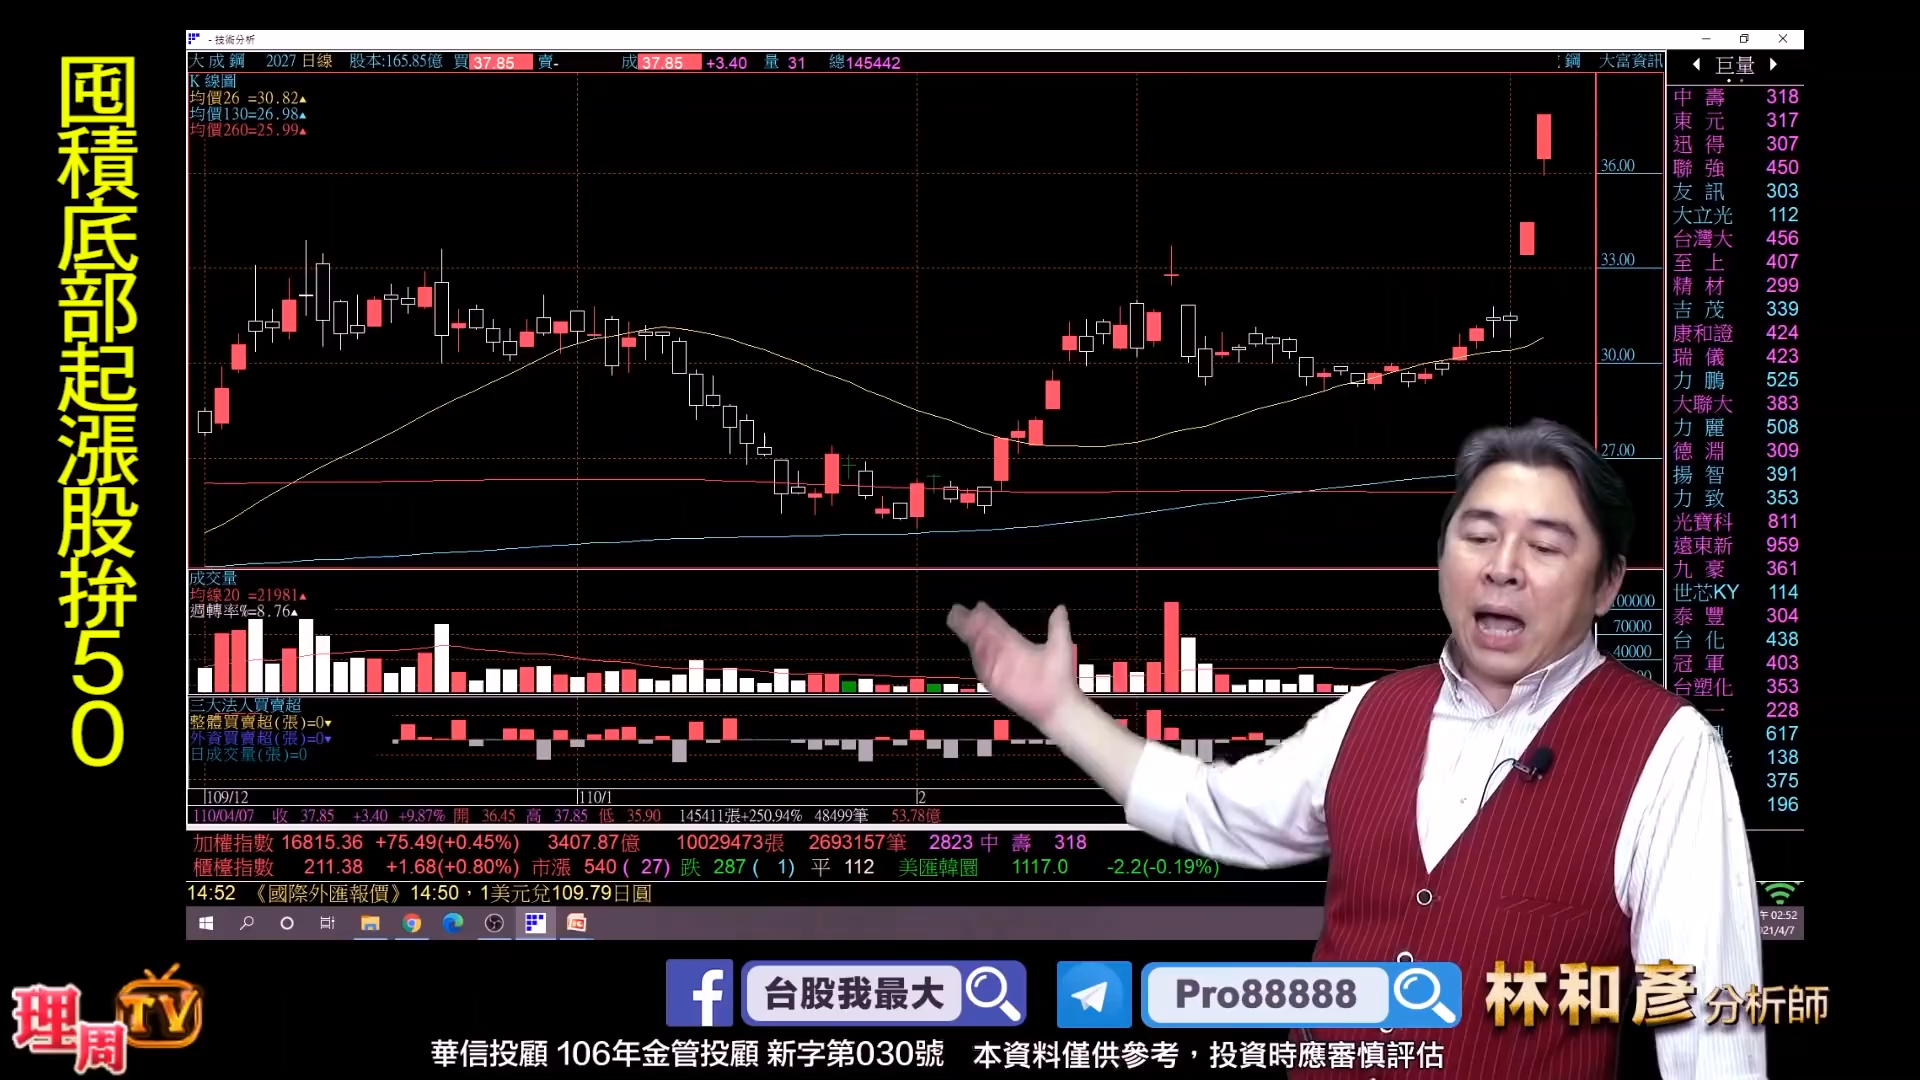 囤積底部起漲股拚50
- 技術分析
大成鋼 2027 日線 股本:165.85億 買 37.85 賣- 成 37.85 +3.40 量 31 總145442 鋼 大富資訊
K 線圖
均價26 =30.82▲
均價130=26.98▲
均價260=25.99▲
36.00
33.00
30.00
27.00
成交量
均線20 =21981▲
週轉率%=8.76▲
100000
70000
40000
三大法人買賣超
整體買賣超(張)=0▼
外資買賣超(張)=0▼
日成交量(張)=0
109/12 110/1 2
110/04/07 收 37.85 +3.40 +9.87% 開 36.45 高 37.85 低 35.90 145411張+250.94% 48499筆 53.78億
加權指數 16815.36 +75.49(+0.45%) 3407.87億 10029473張 2693157筆 2823 中 壽 318
櫃檯指數 211.38 +1.68(+0.80%) 市漲 540 ( 27) 跌 287 ( 1) 平 112 美匯韓圜 1117.0 -2.2(-0.19%)
14:52 《國際外匯報價》14:50，1美元兌109.79日圓
巨量
中 壽 318
東 元 317
迅 得 307
聯 強 450
友 訊 303
大立光 112
台灣大 456
至 上 407
精 材 299
吉 茂 339
康和證 424
瑞 儀 423
力 鵬 525
大聯大 383
力 麗 508
德 淵 309
揚 智 391
力 致 353
光寶科 811
遠東新 959
九 豪 361
世芯KY 114
泰 豐 304
台 化 438
冠 軍 403
台塑化 353
228
617
138
375
196
02:52
21/4/7
理周TV
台股我最大
Pro88888
林和彥 分析師
華信投顧 106年金管投顧 新字第030號 本資料僅供參考，投資時應審慎評估